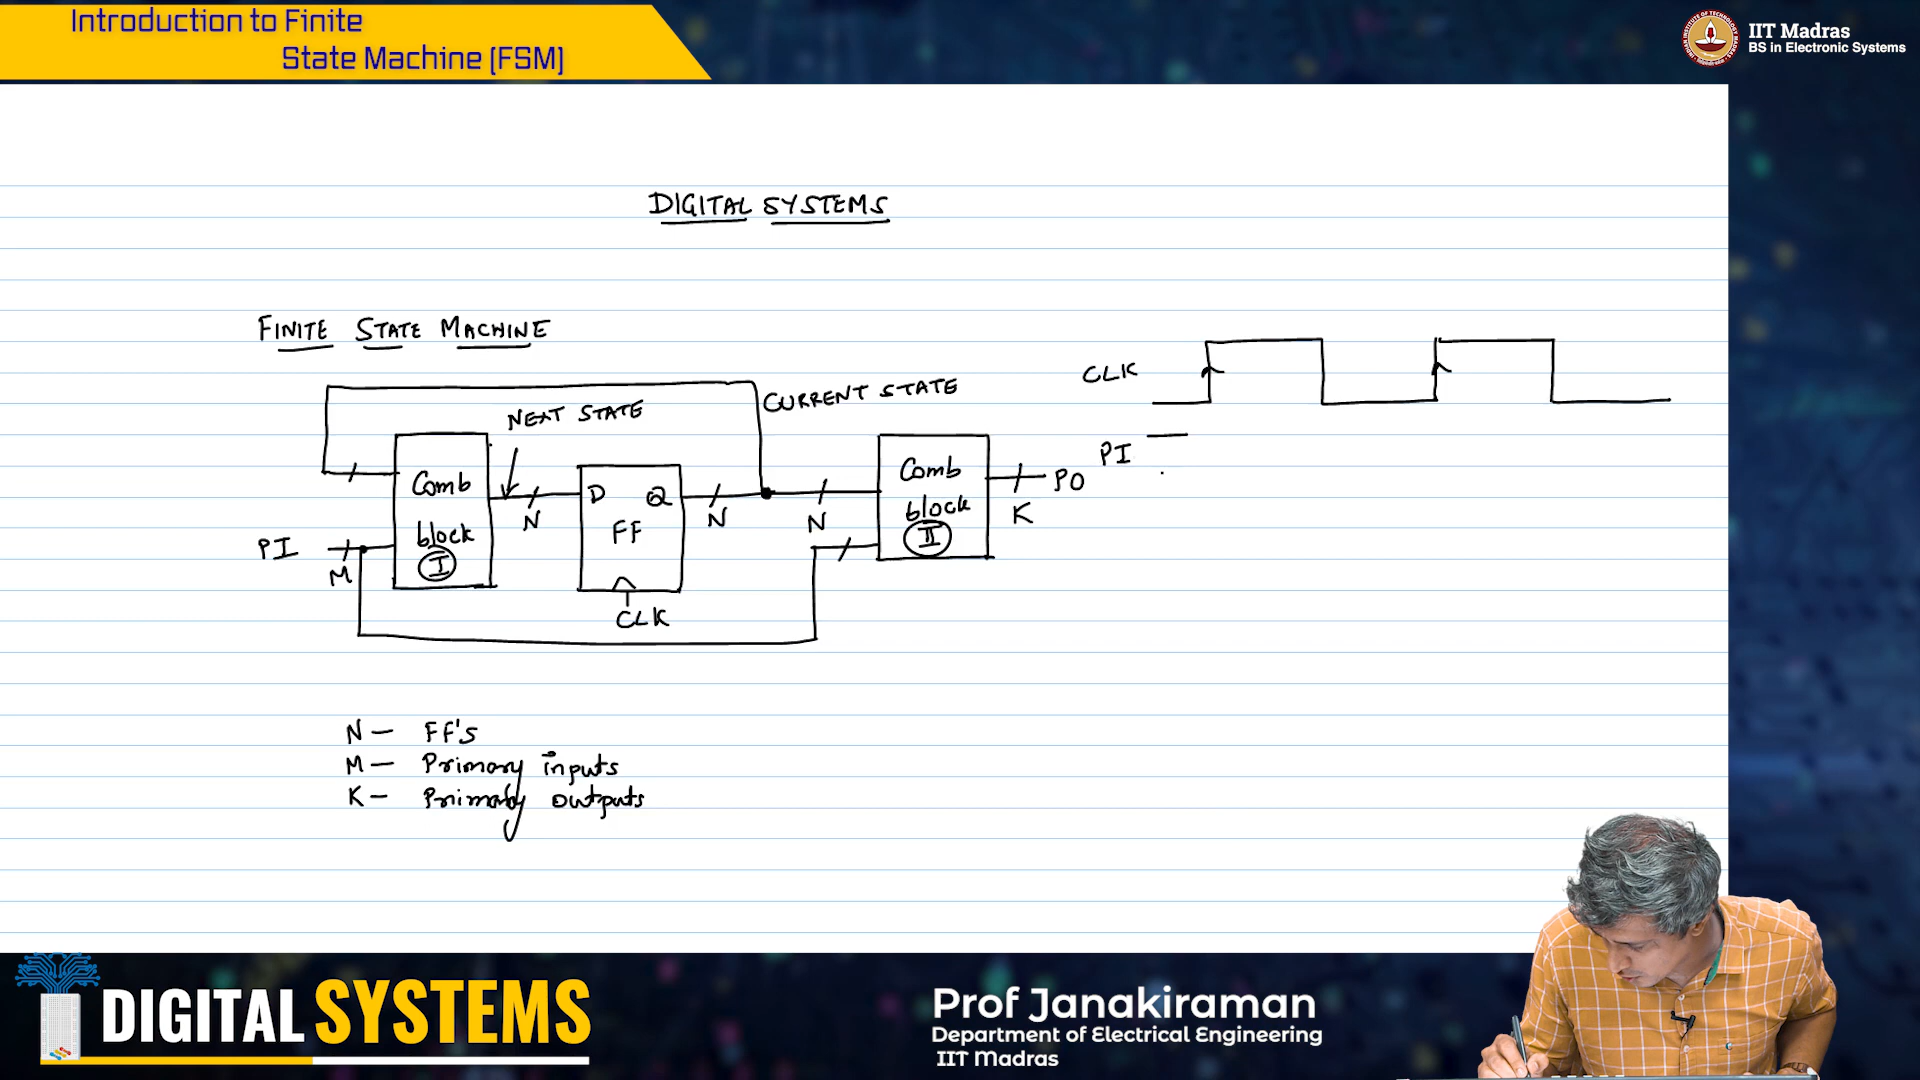 Introduction to Finite
State Machine (FSM)
IIT Madras
BS in Electronic Systems
DIGITAL SYSTEMS
FINITE STATE MACHINE
NEXT STATE
CURRENT STATE
CLK
PI
Comb
block
I
PI
M
N
D Q
FF
CLK
N
N
Comb
block
II
PO
K
N — FF's
M — Primary inputs
K — Primary outputs
DIGITAL SYSTEMS
Prof Janakiraman
Department of Electrical Engineering
IIT Madras